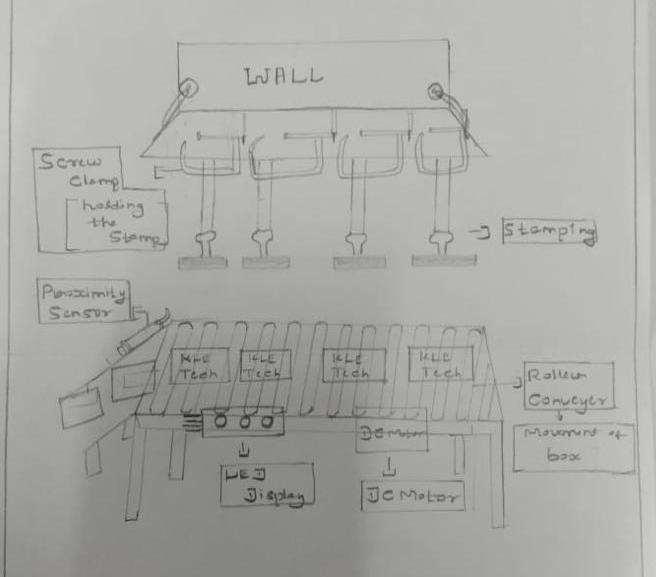 WALL
Screw
Clamp
holding
the
Stamp
Stamping
Proximity
Sensor
KLE
Tech
KLE
Tech
KLE
Tech
KLE
Tech
Roller
Conveyer
Movement of
box
DC Motor
LED
Display
DC Motor